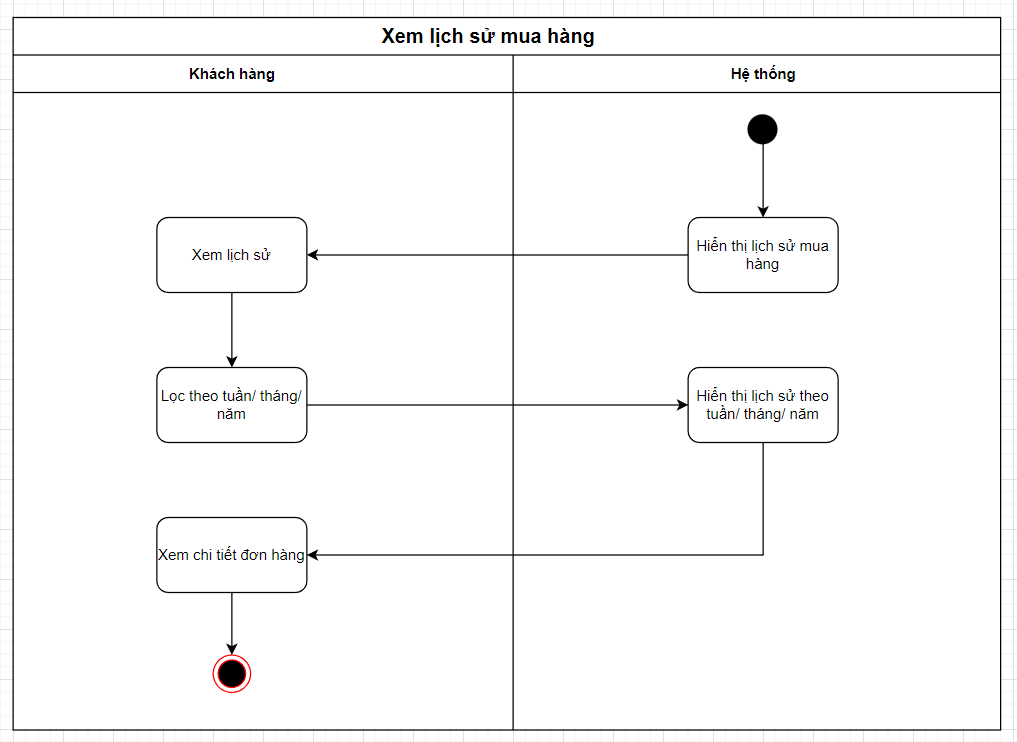 Xem lịch sử mua hàng
Khách hàng
Hệ thống
Xem lịch sử
Hiển thị lịch sử mua
hàng
Lọc theo tuần/ tháng/
năm
Hiển thị lịch sử theo
tuần/ tháng/ năm
Xem chi tiết đơn hàng